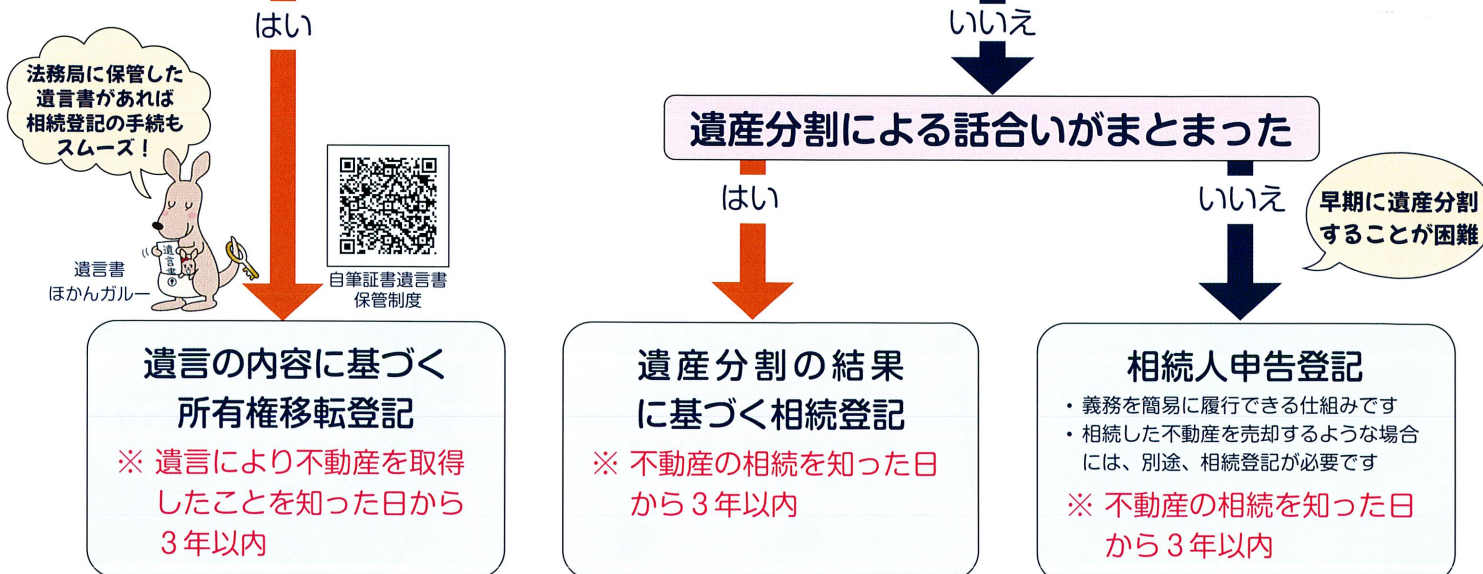 はい
いいえ
法務局に保管した
遺言書があれば
相続登記の手続も
スムーズ！
遺言書
遺言書
ほかんガルー
自筆証書遺言書
保管制度
遺産分割による話合いがまとまった
はい
いいえ
早期に遺産分割
することが困難
遺言の内容に基づく
所有権移転登記
※ 遺言により不動産を取得
したことを知った日から
３年以内
遺産分割の結果
に基づく相続登記
※ 不動産の相続を知った日
から３年以内
相続人申告登記
・義務を簡易に履行できる仕組みです
・相続した不動産を売却するような場合
には、別途、相続登記が必要です
※ 不動産の相続を知った日
から３年以内